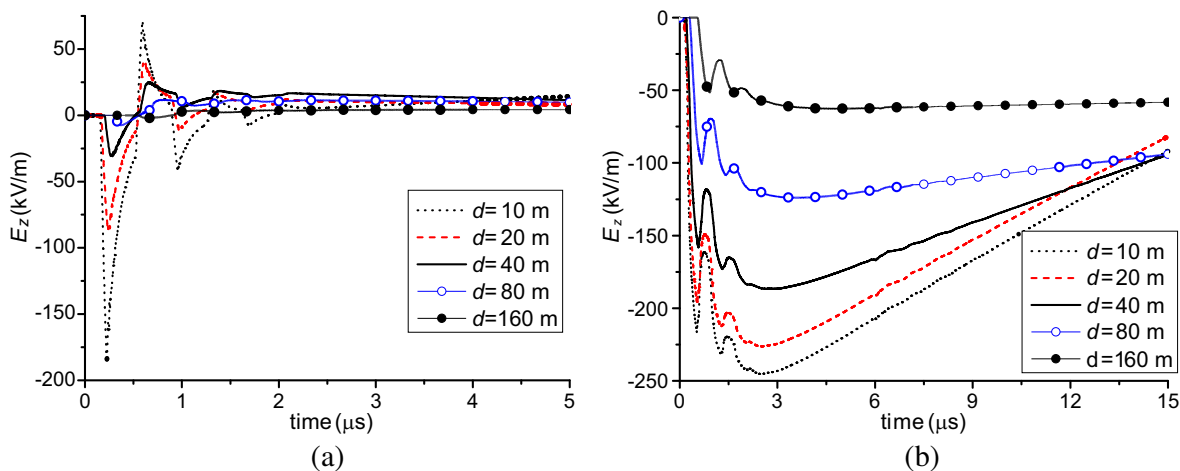 50
0
-50
-100
-150
-200
E_z (kV/m)
0 1 2 3 4 5
time (μs)
d= 10 m
d= 20 m
d= 40 m
d= 80 m
d=160 m
(a)
0
-50
-100
-150
-200
-250
E_z (kV/m)
0 3 6 9 12 15
time (μs)
d= 10 m
d= 20 m
d= 40 m
d= 80 m
d=160 m
(b)